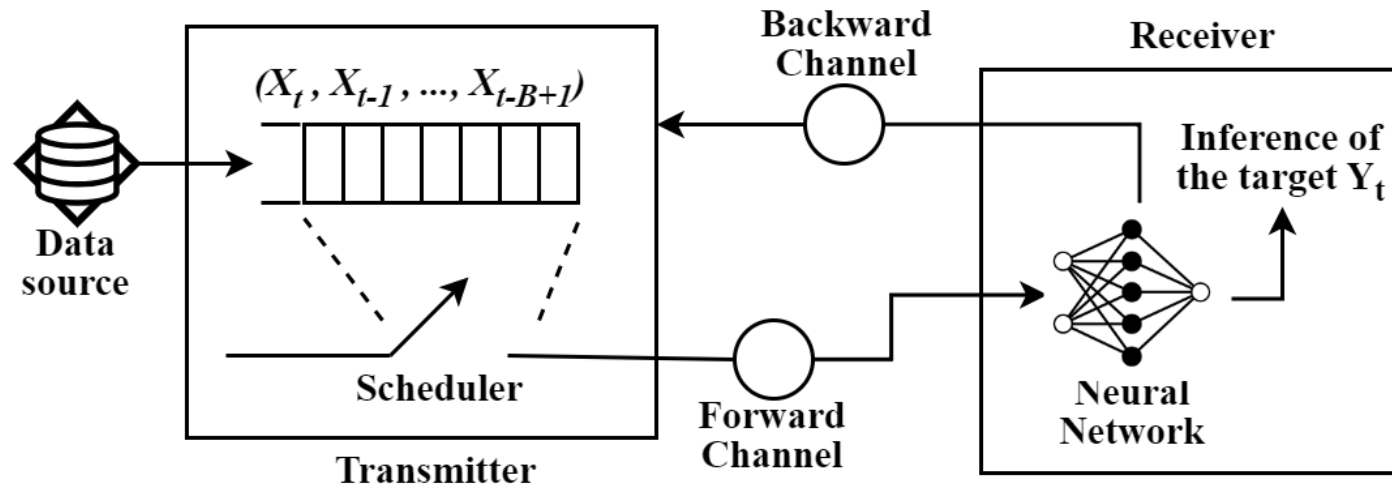 Data
source
(X_t , X_{t-1} , ..., X_{t-B+1})
Scheduler
Transmitter
Backward
Channel
Forward
Channel
Receiver
Inference of
the target Y_t
Neural
Network